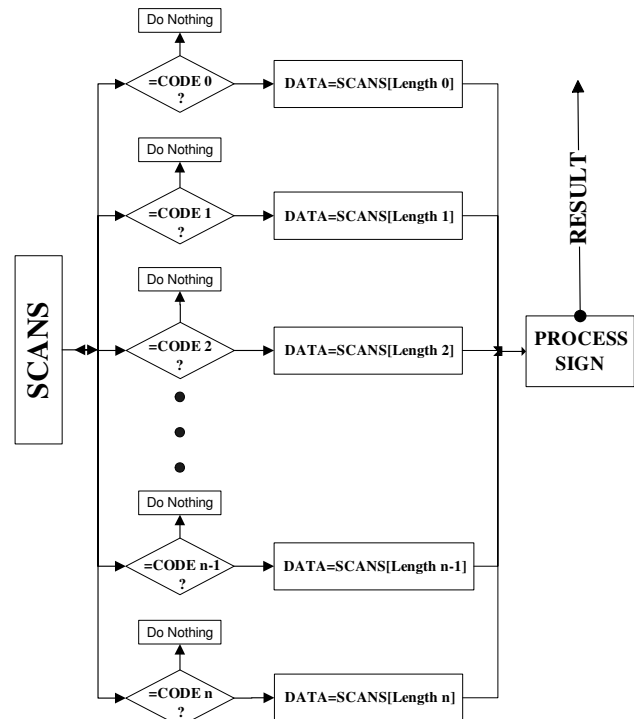 Do Nothing
=CODE 0
?
DATA=SCANS[Length 0]
Do Nothing
=CODE 1
?
DATA=SCANS[Length 1]
Do Nothing
SCANS
=CODE 2
?
DATA=SCANS[Length 2]
PROCESS
SIGN
RESULT
Do Nothing
=CODE n-1
?
DATA=SCANS[Length n-1]
Do Nothing
=CODE n
?
DATA=SCANS[Length n]